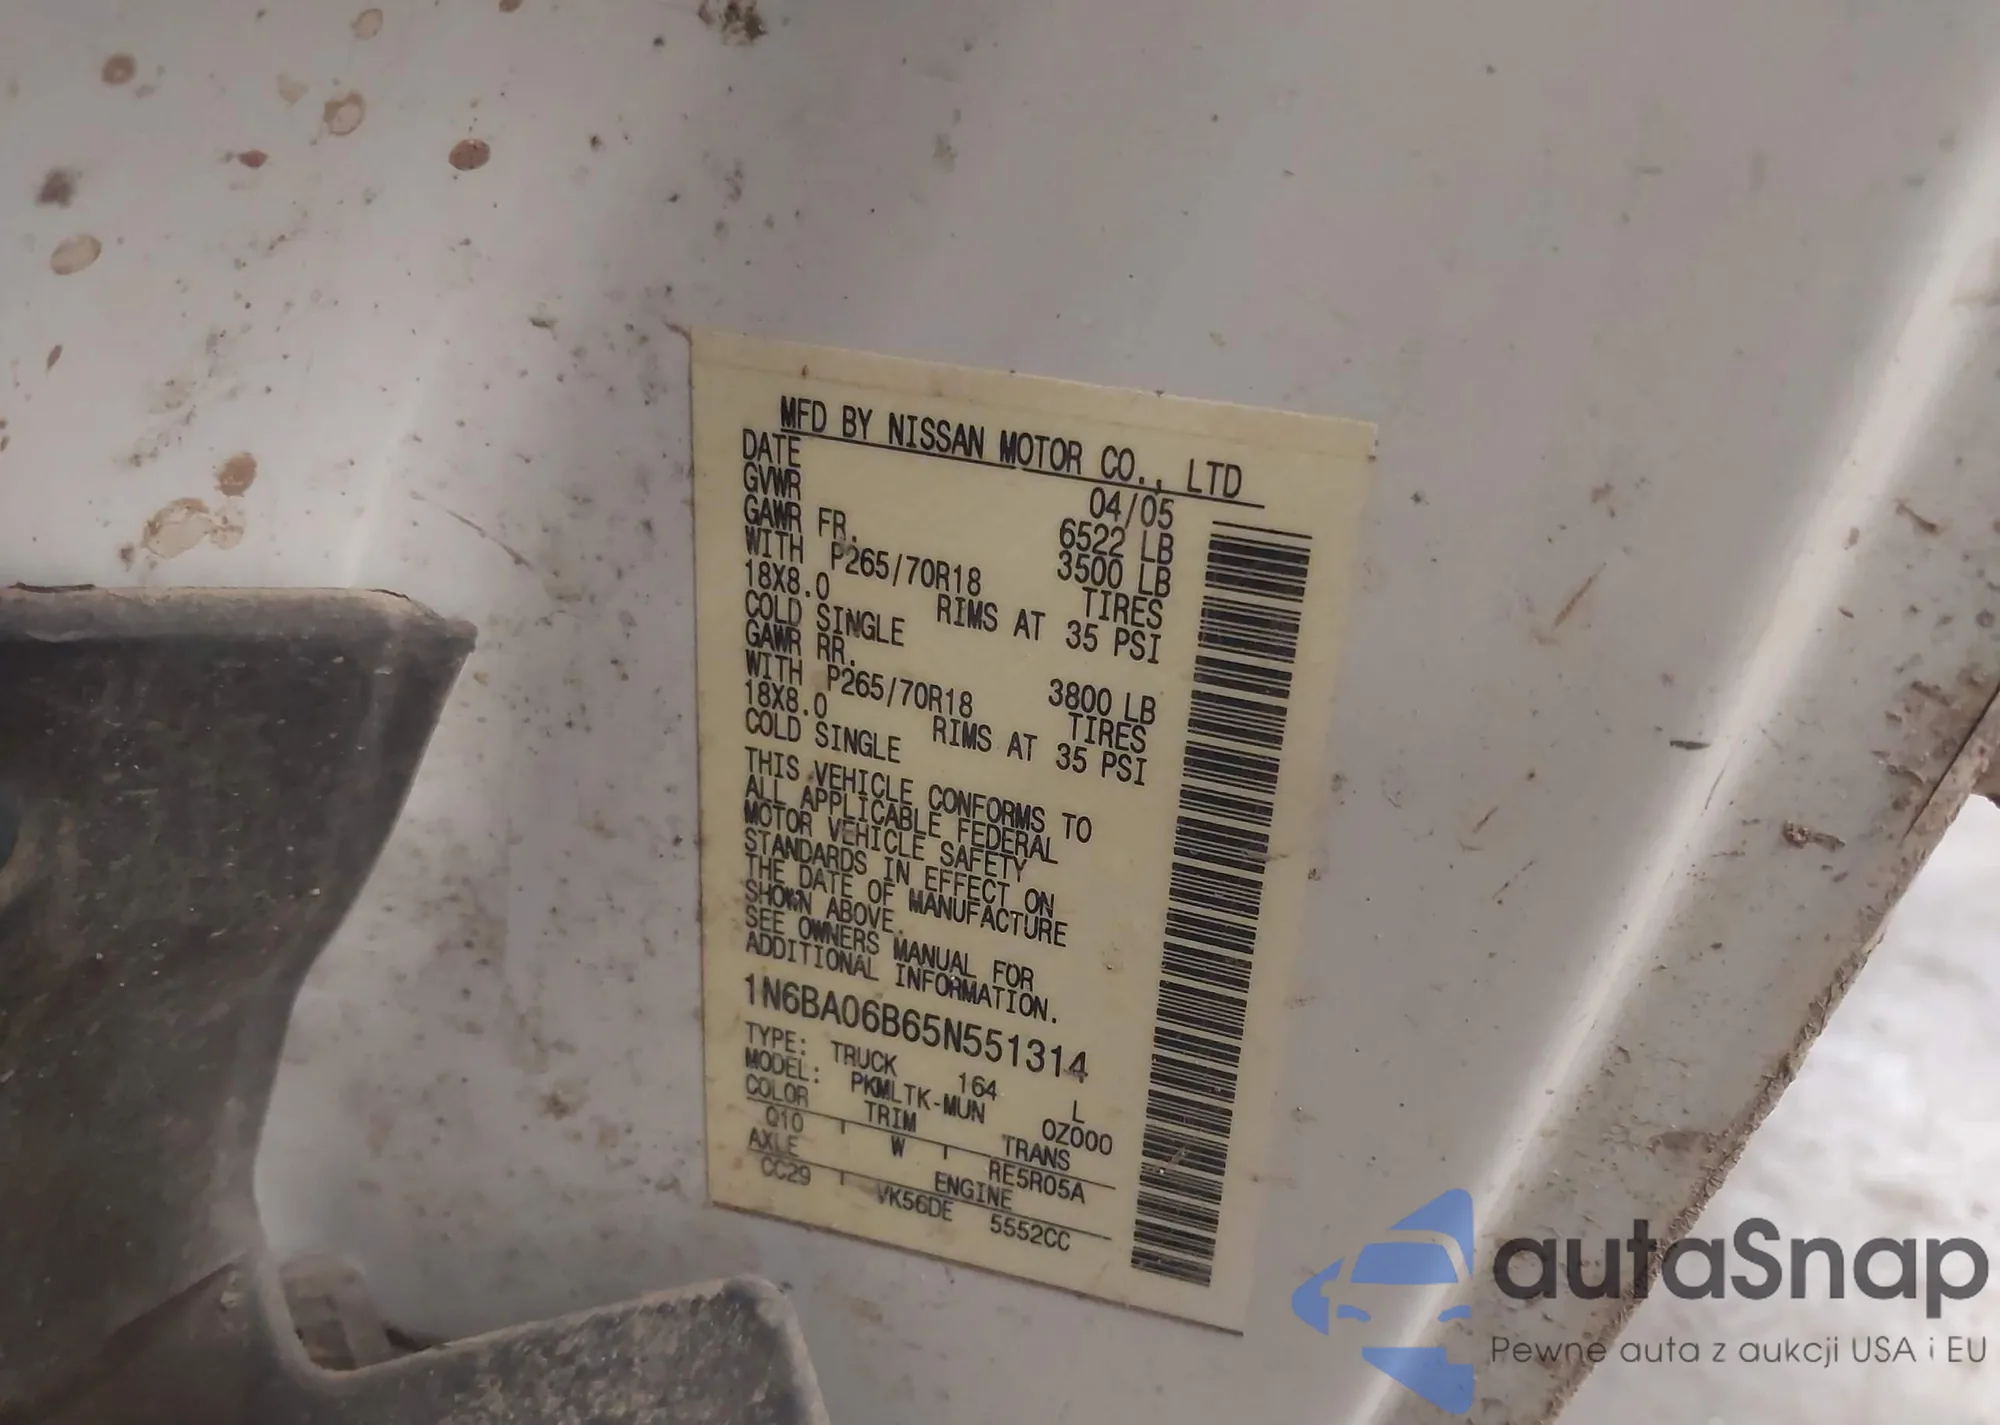 MFD BY NISSAN MOTOR CO., LTD
DATE 04/05
GVWR 6522 LB
GAWR FR. 3500 LB
WITH P265/70R18 TIRES
18X8.0 RIMS AT 35 PSI
COLD SINGLE
GAWR RR. 3800 LB
WITH P265/70R18 TIRES
18X8.0 RIMS AT 35 PSI
COLD SINGLE
THIS VEHICLE CONFORMS TO
ALL APPLICABLE FEDERAL
MOTOR VEHICLE SAFETY
STANDARDS IN EFFECT ON
THE DATE OF MANUFACTURE
SHOWN ABOVE.
SEE OWNERS MANUAL FOR
ADDITIONAL INFORMATION.
1N6BA06B65N551314
TYPE: TRUCK 164 L
MODEL: PKMLTK-MUN 0Z000
COLOR TRIM TRANS
Q10 W RE5R05A
AXLE ENGINE
CC29 VK56DE 5552CC
autaSnap
Pewne auta z aukcji USA i EU